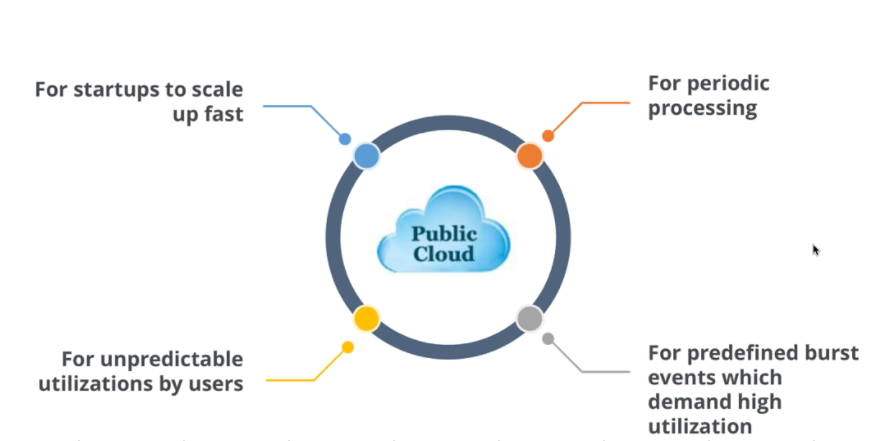 For startups to scale
up fast
For periodic
processing
Public
Cloud
For unpredictable
utilizations by users
For predefined burst
events which
demand high
utilization